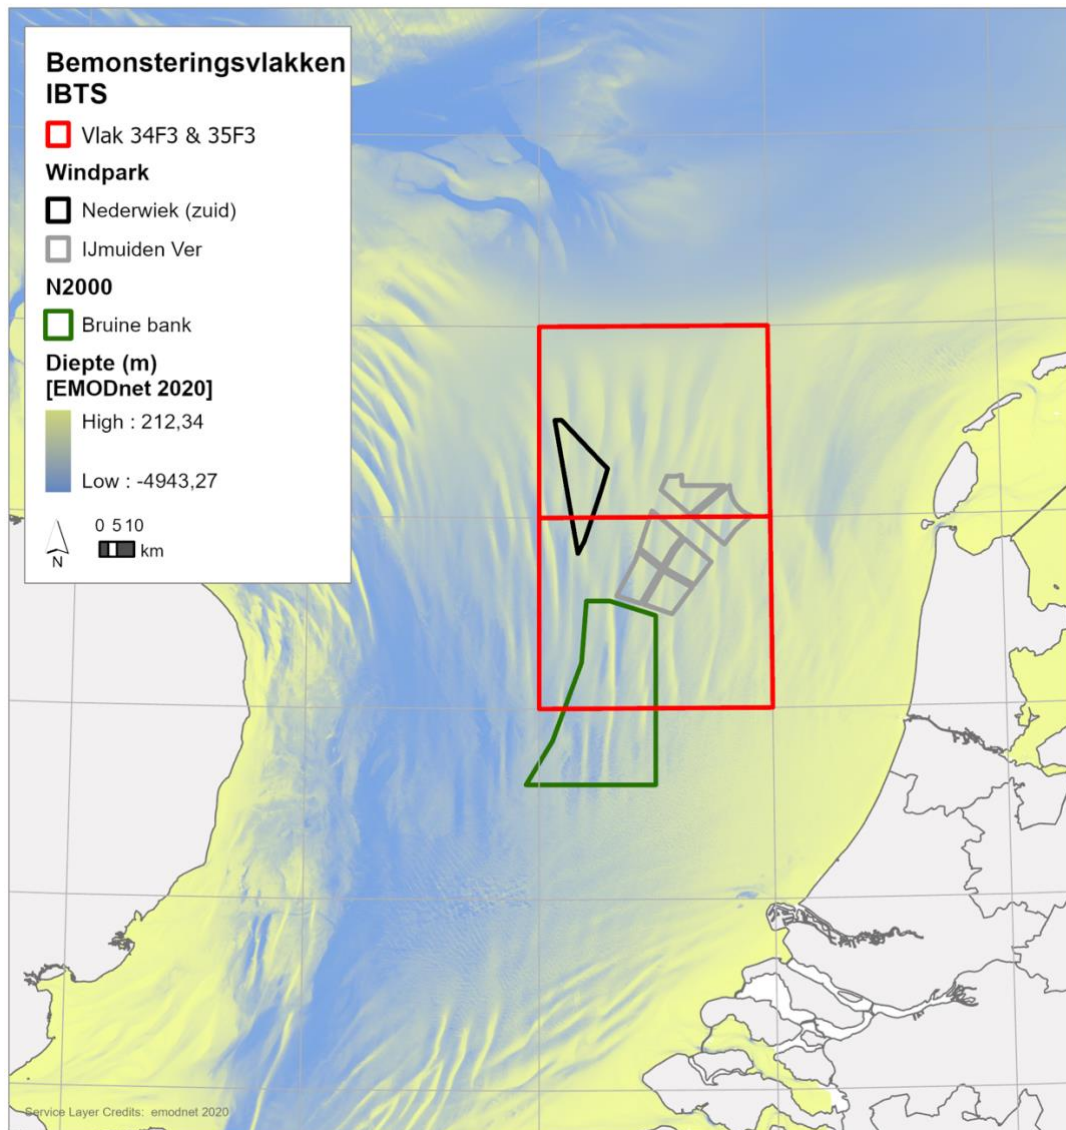 Bemonsteringsvlakken
IBTS
Vlak 34F3 & 35F3
Windpark
Nederwiek (zuid)
IJmuiden Ver
N2000
Bruine bank
Diepte (m)
[EMODnet 2020]
High : 212,34
Low : -4943,27
0 5 10
km
N
Service Layer Credits: emodnet 2020